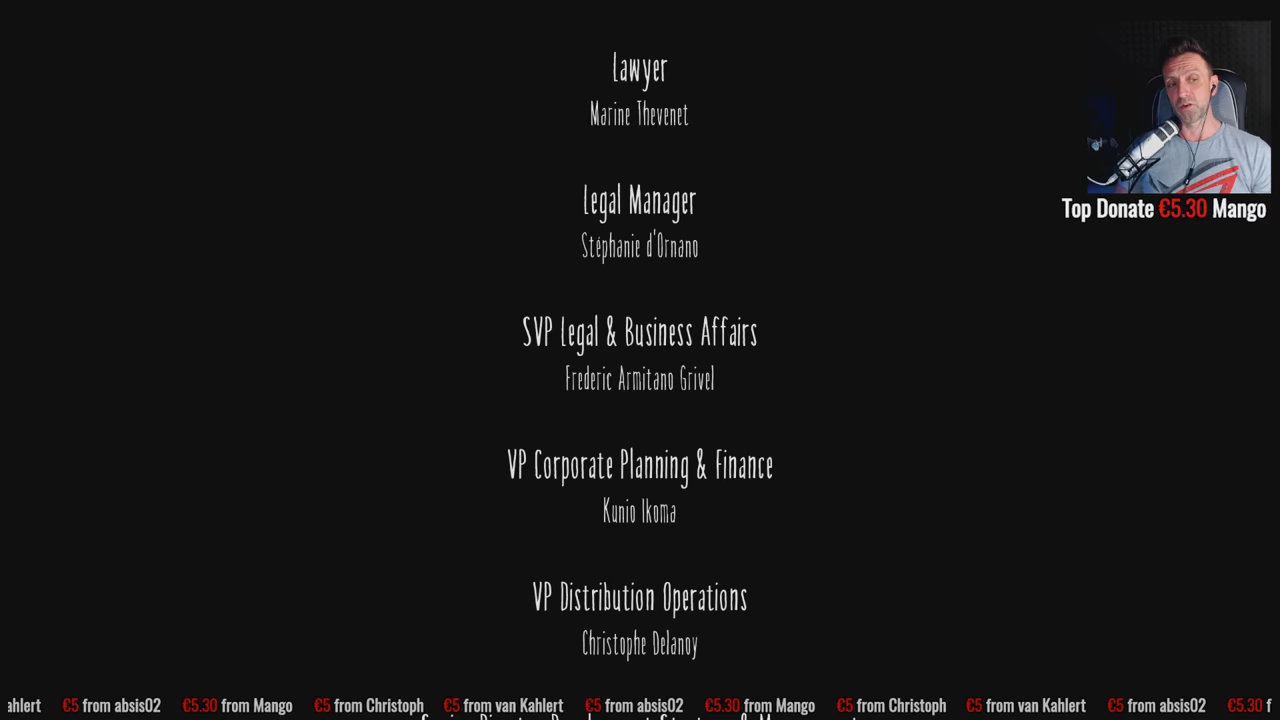 Lawyer
Marine Thevenet
Legal Manager
Stéphanie d'Ornano
SVP Legal & Business Affairs
Frederic Armitano Grivel
VP Corporate Planning & Finance
Kunio Ikoma
VP Distribution Operations
Christophe Delanoy
Top Donate €5.30 Mango
ahlert €5 from absis02 €5.30 from Mango €5 from Christoph €5 from van Kahlert €5 from absis02 €5.30 from Mango €5 from Christoph €5 from van Kahlert €5 from absis02 €5.30 f